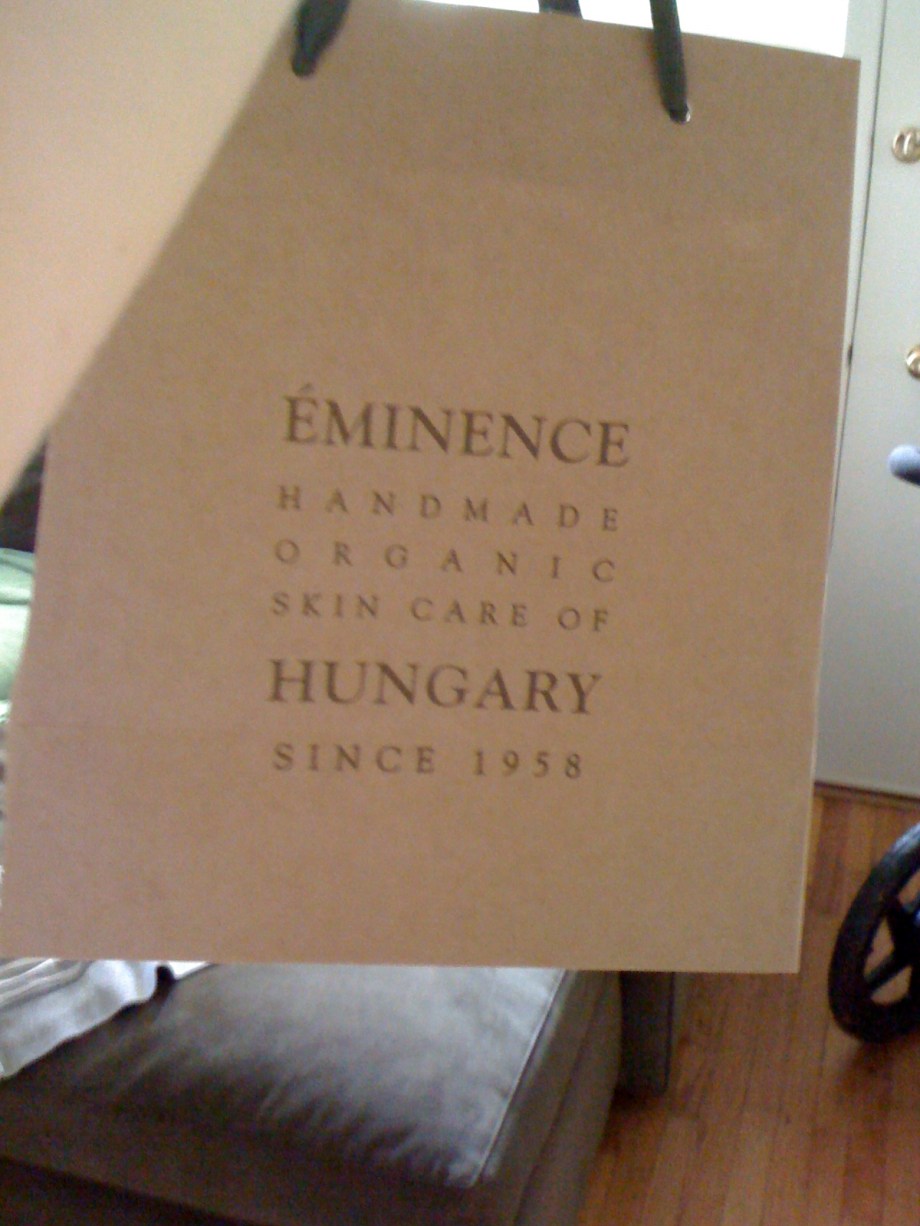 ÉMINENCE
HANDMADE
ORGANIC
SKIN CARE OF
HUNGARY
SINCE 1958